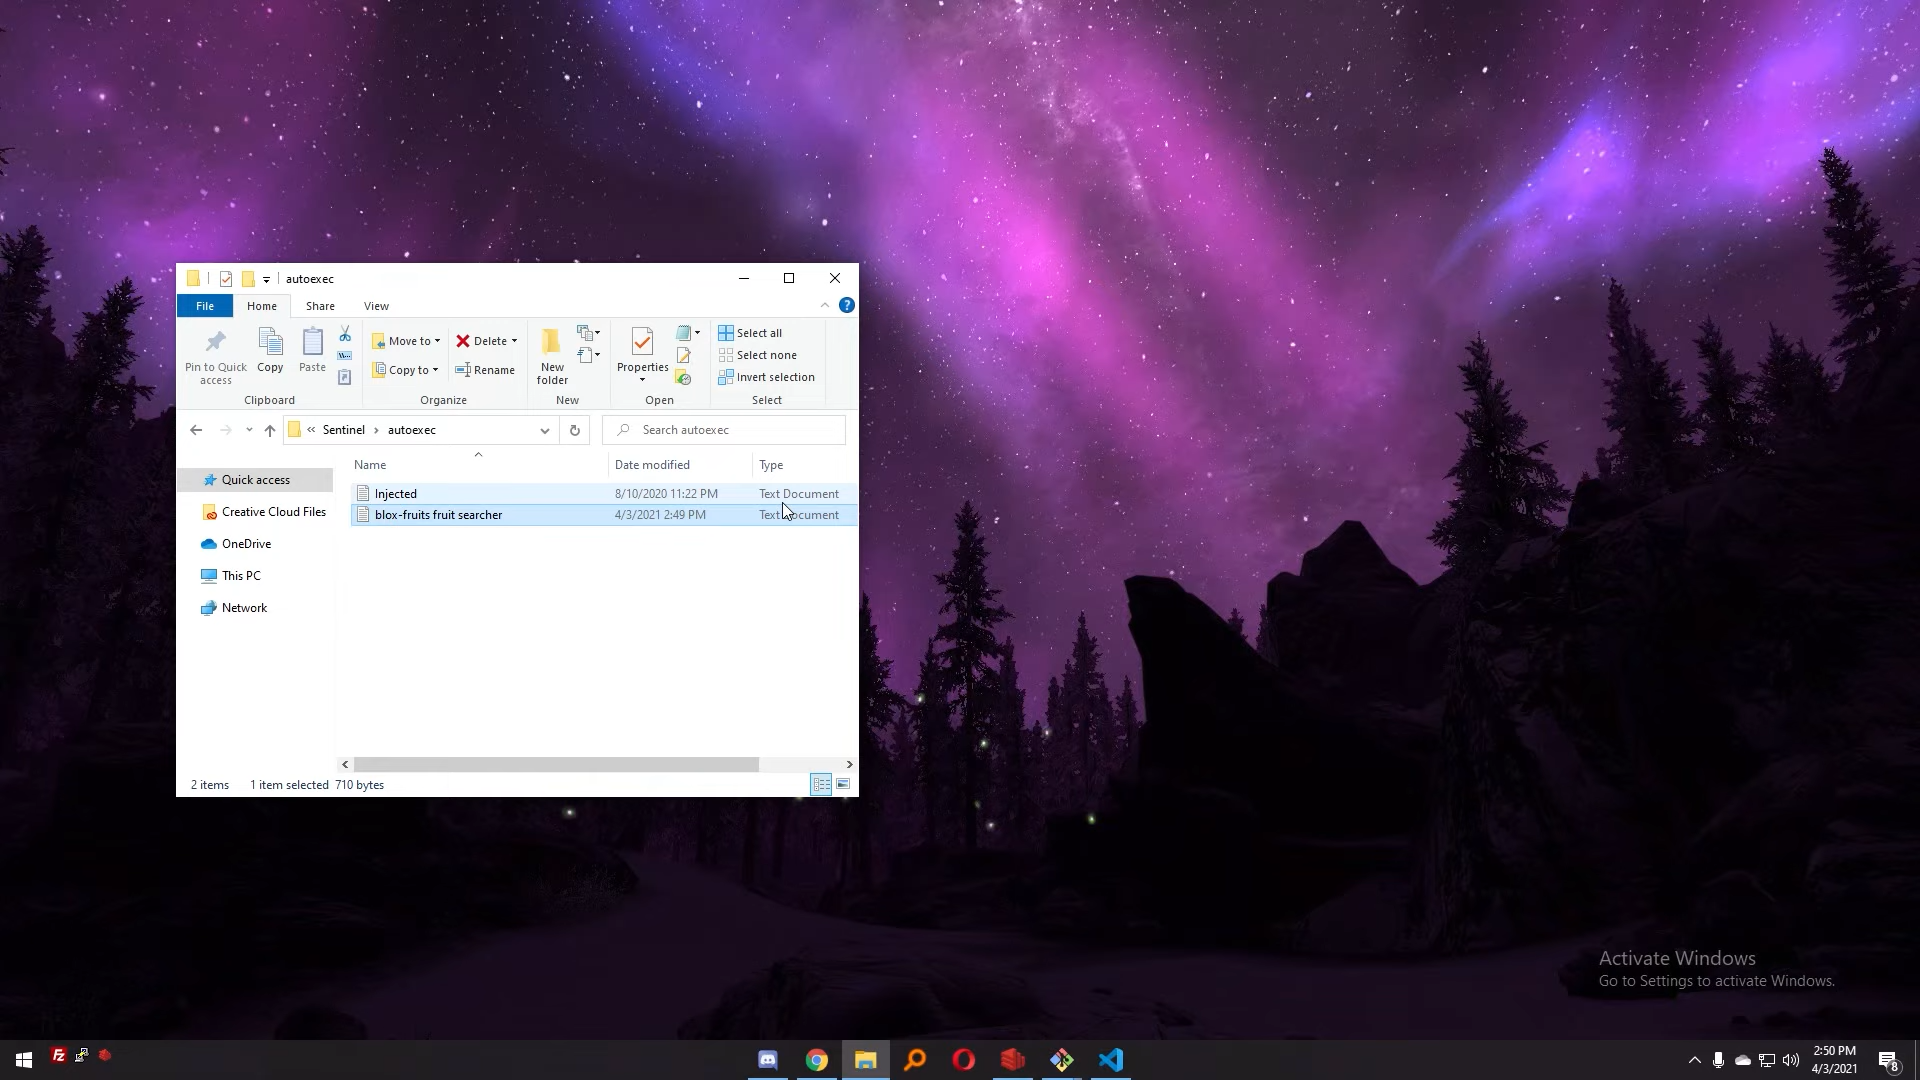 autoexec
File Home Share View
Pin to Quick access
Copy
Paste
Clipboard
Move to
Copy to
Delete
Rename
Organize
New folder
New
Properties
Open
Select all
Select none
Invert selection
Select
« Sentinel › autoexec
Search autoexec
Quick access
Creative Cloud Files
OneDrive
This PC
Network
Name Date modified Type
Injected 8/10/2020 11:22 PM Text Document
blox-fruits fruit searcher 4/3/2021 2:49 PM Text Document
2 items 1 item selected 710 bytes
Activate Windows
Go to Settings to activate Windows.
Fz
2:50 PM
4/3/2021
8